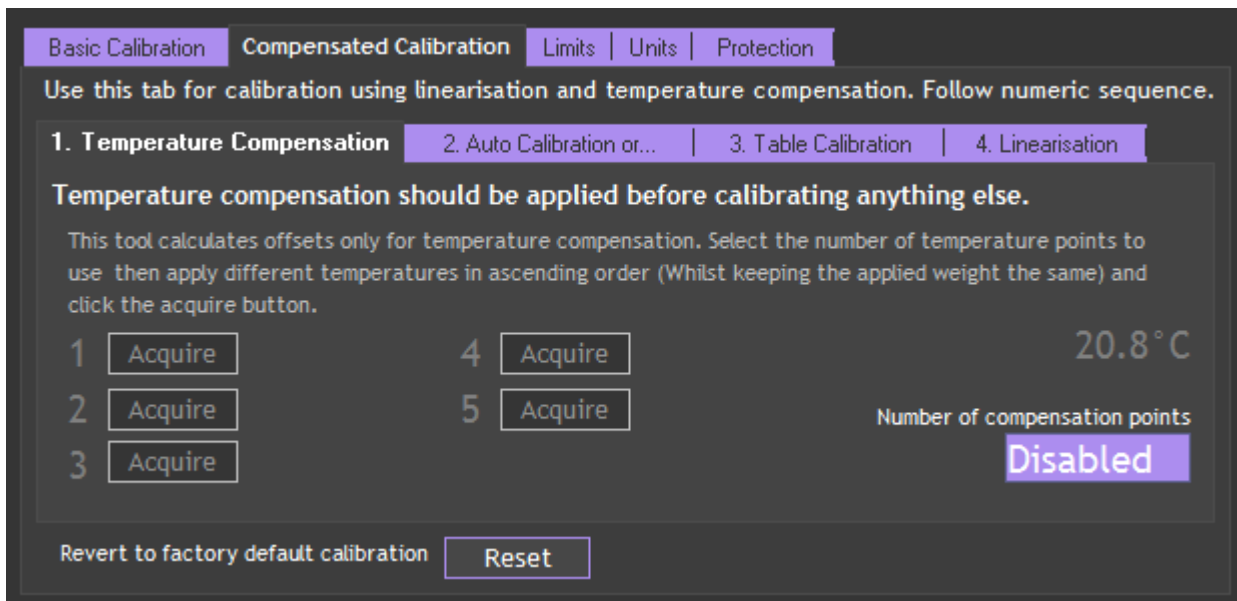 Basic Calibration Compensated Calibration Limits Units Protection
Use this tab for calibration using linearisation and temperature compensation. Follow numeric sequence.
1. Temperature Compensation 2. Auto Calibration or... 3. Table Calibration 4. Linearisation
Temperature compensation should be applied before calibrating anything else.
This tool calculates offsets only for temperature compensation. Select the number of temperature points to
use then apply different temperatures in ascending order (Whilst keeping the applied weight the same) and
click the acquire button.
1 Acquire 4 Acquire 20.8°C
2 Acquire 5 Acquire Number of compensation points
3 Acquire Disabled
Revert to factory default calibration Reset